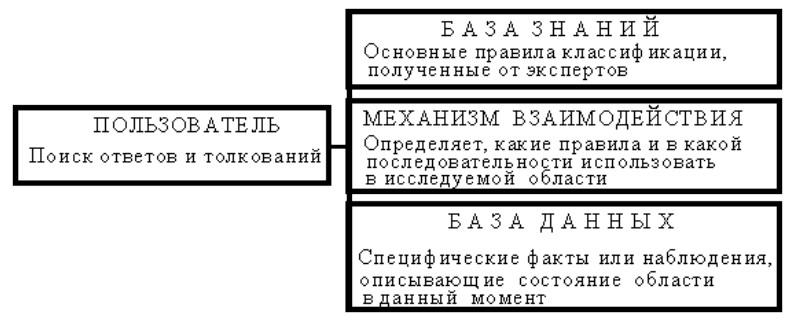 БАЗА ЗНАНИЙ
Основные правила классификации,
полученные от экспертов
ПОЛЬЗОВАТЕЛЬ
Поиск ответов и толкований
МЕХАНИЗМ ВЗАИМОДЕЙСТВИЯ
Определяет, какие правила и в какой
последовательности использовать
в исследуемой области
БАЗА ДАННЫХ
Специфические факты или наблюдения,
описывающие состояние области
в данный момент